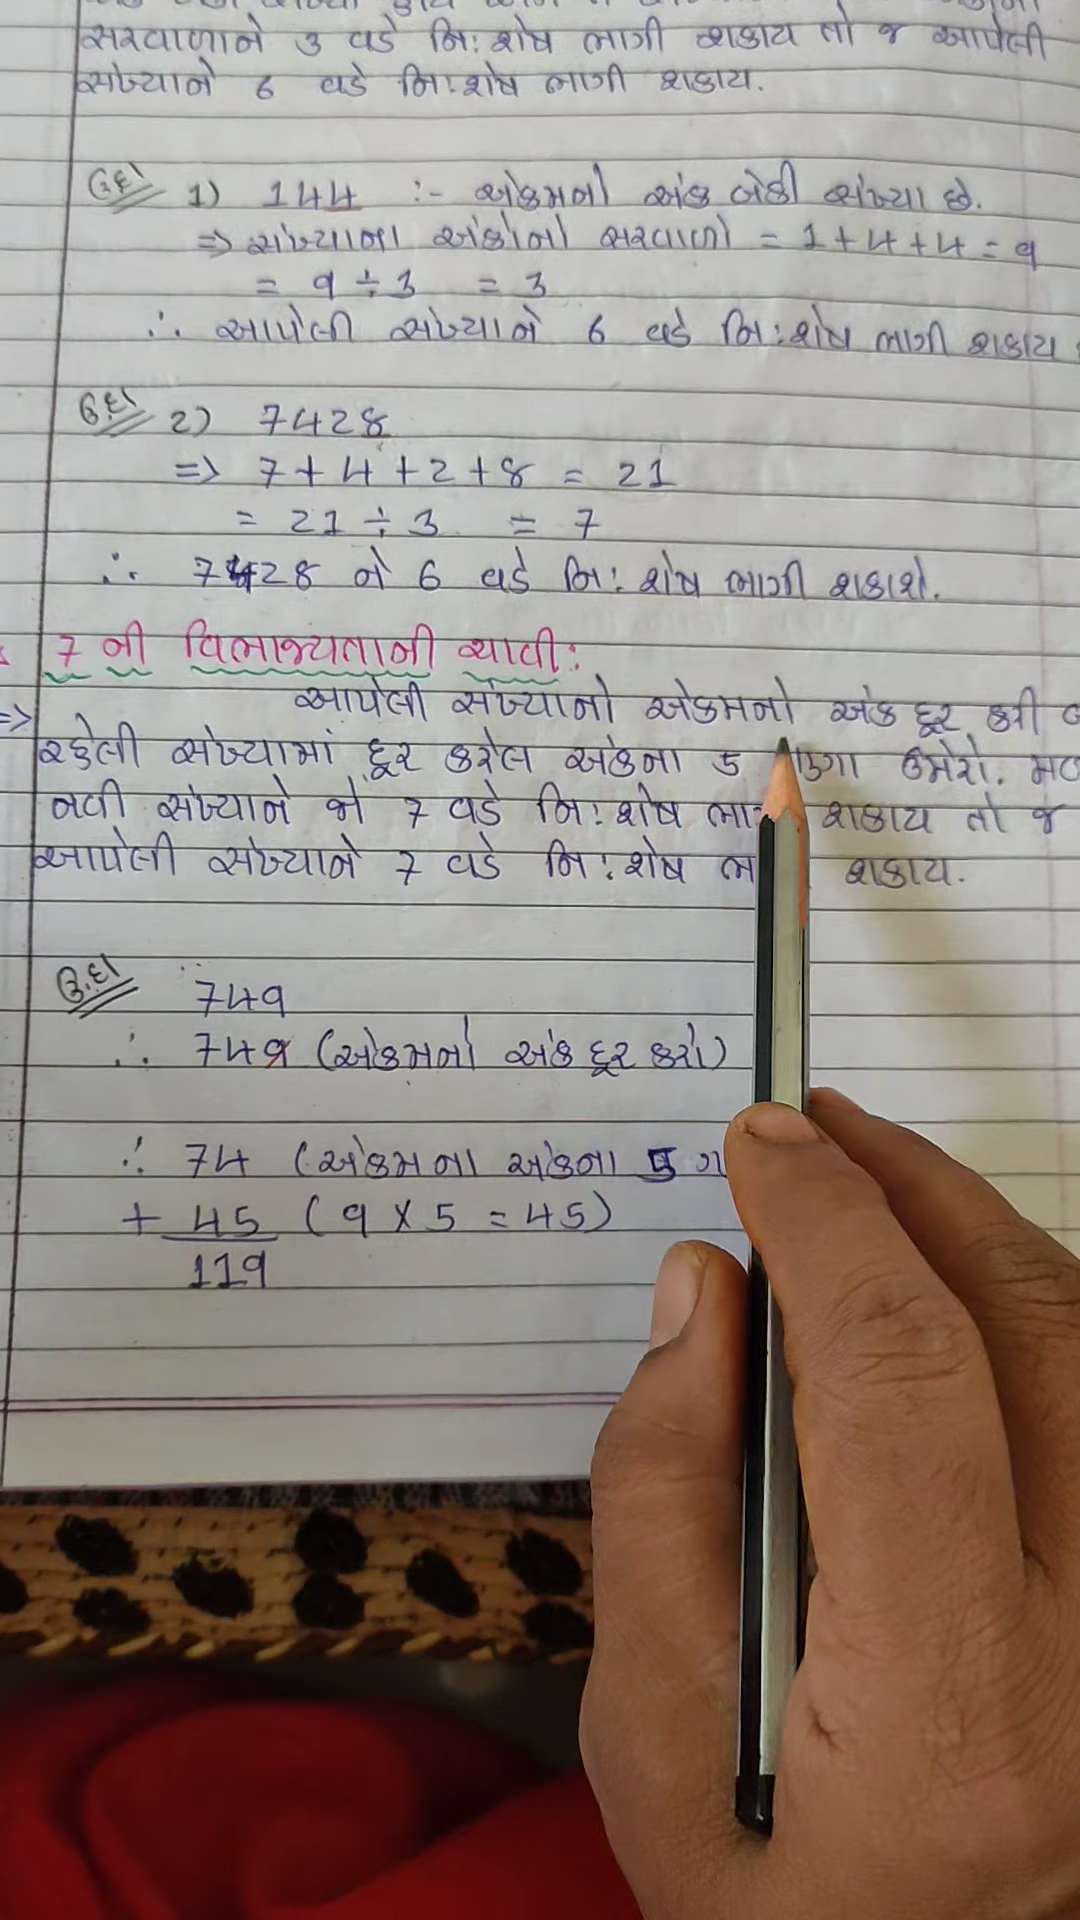 સરવાળાને 3 વડે નિઃશેષ ભાગી શકાય તો જ આપેલી
સંખ્યાને 6 વડે નિઃશેષ ભાગી શકાય.
ઉદા 1) 144 :- એકમનો અંક બેકી સંખ્યા છે.
=> સંખ્યાના અંકોનો સરવાળો = 1 + 4 + 4 = 9
= 9 ÷ 3 = 3
∴ આપેલી સંખ્યાને 6 વડે નિઃશેષ ભાગી શકાય
ઉદા 2) 7428
=> 7 + 4 + 2 + 8 = 21
= 21 ÷ 3 = 7
∴ 7428 ને 6 વડે નિઃશેષ ભાગી શકાશે.
7 ની વિભાજ્યતાની ચાવી:
=> આપેલી સંખ્યાનો એકમનો અંક દૂર કરી
રહેલી સંખ્યામાં દૂર કરેલ અંકના 5 ઉમેરો.
નવી સંખ્યાને જો 7 વડે નિઃશેષ શકાય તો જ
આપેલી સંખ્યાને 7 વડે નિઃશેષ શકાય.
ઉદા 749
∴ 749 (એકમનો અંક દૂર કરો)
∴ 74 (એકમના અંકના 5
+ 45 (9 × 5 = 45)
119